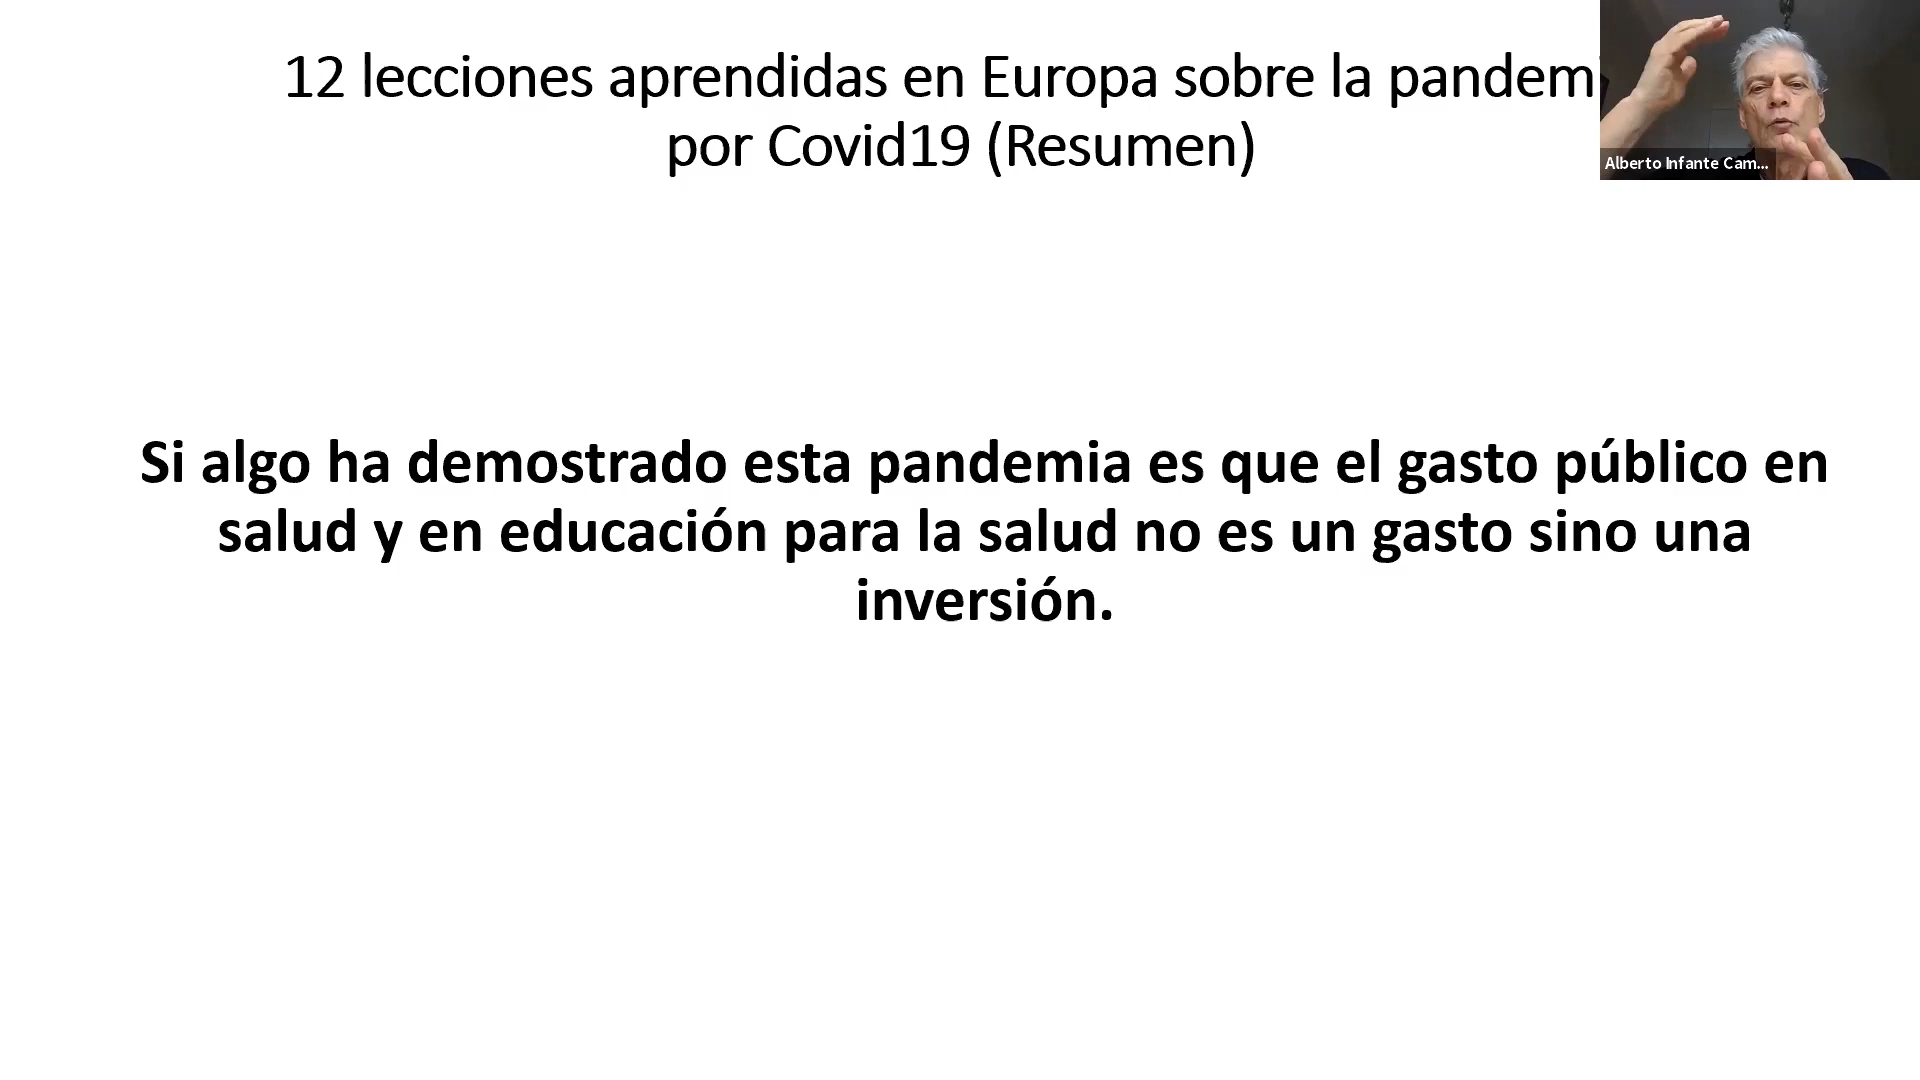 12 lecciones aprendidas en Europa sobre la pandem
por Covid19 (Resumen)
Alberto Infante Cam...
Si algo ha demostrado esta pandemia es que el gasto público en
salud y en educación para la salud no es un gasto sino una
inversión.